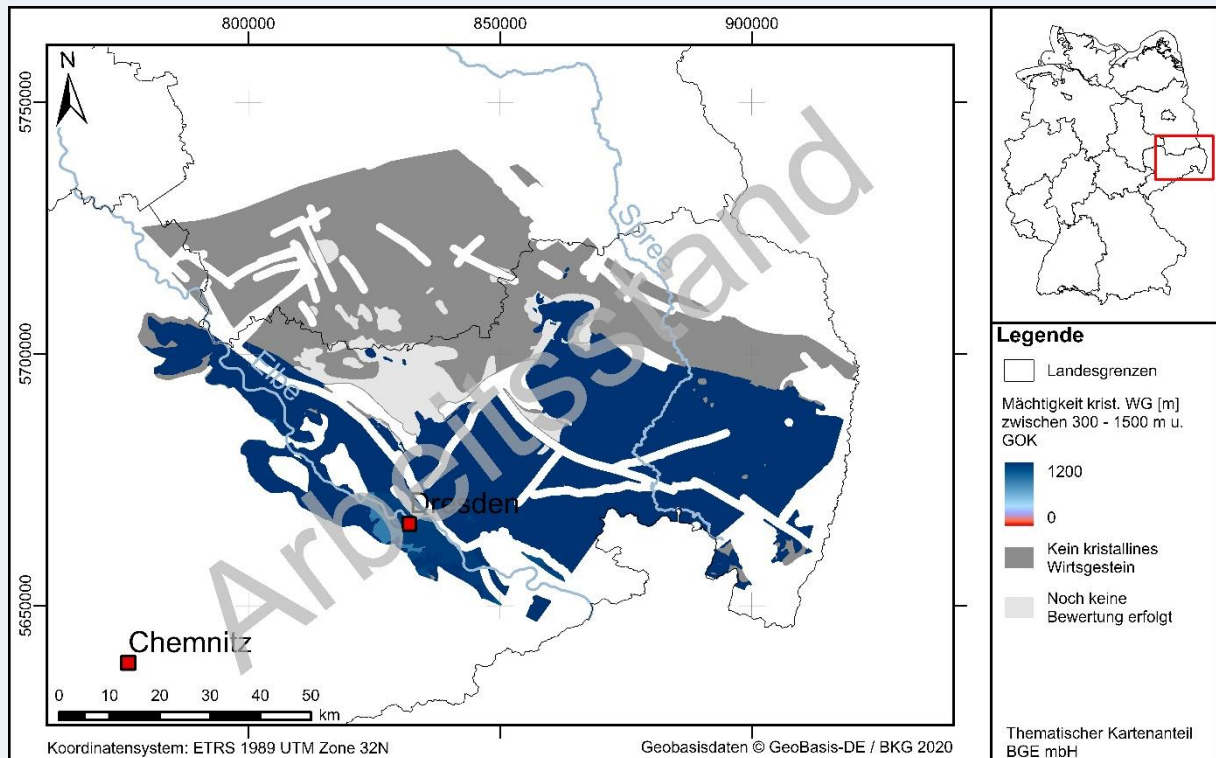 800000
850000
900000
5750000
5700000
5650000
N
Spree
Elbe
Dresden
Chemnitz
Arbeitsstand
0 10 20 30 40 50
km
Koordinatensystem: ETRS 1989 UTM Zone 32N
Geobasisdaten © GeoBasis-DE / BKG 2020
Legende
Landesgrenzen
Mächtigkeit krist. WG [m]
zwischen 300 - 1500 m u.
GOK
1200
0
Kein kristallines
Wirtsgestein
Noch keine
Bewertung erfolgt
Thematischer Kartenanteil
BGE mbH